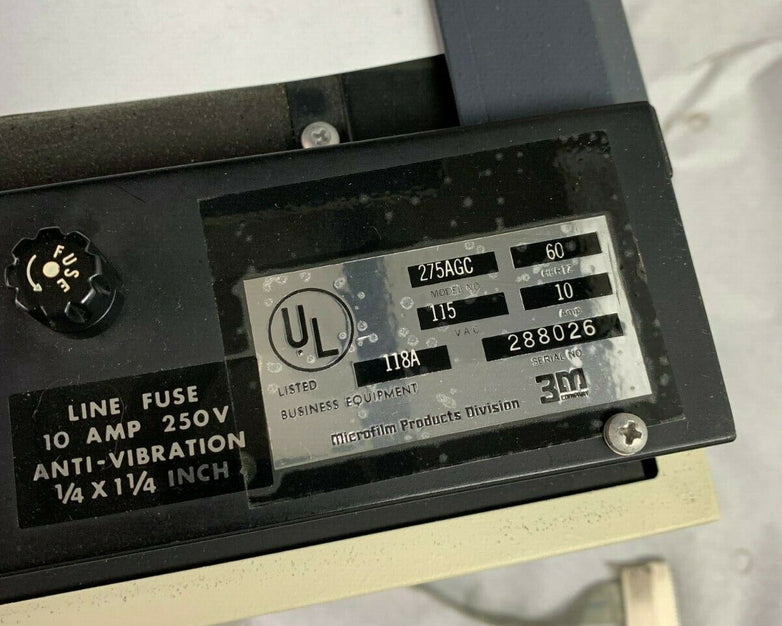 FUSE
LINE FUSE
10 AMP 250V
ANTI-VIBRATION
1/4 X 1 1/4 INCH
UL
LISTED
118A
BUSINESS EQUIPMENT
275AGC
MODEL NO.
60
HERTZ
115
VAC
10
Amp
288026
SERIAL NO.
Microfilm Products Division
3M
COMPANY